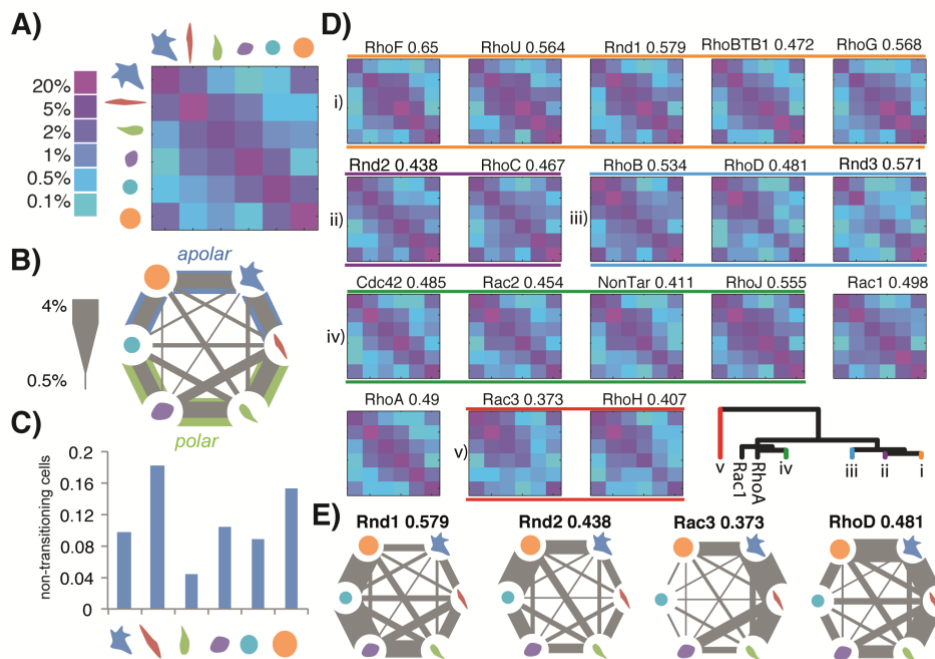 A)
20%
5%
2%
1%
0.5%
0.1%
B)
apolar
4%
0.5%
polar
C)
non-transitioning cells
0.2
0.16
0.12
0.08
0.04
0
D)
RhoF 0.65 RhoU 0.564 Rnd1 0.579 RhoBTB1 0.472 RhoG 0.568
i)
Rnd2 0.438 RhoC 0.467 RhoB 0.534 RhoD 0.481 Rnd3 0.571
ii) iii)
Cdc42 0.485 Rac2 0.454 NonTar 0.411 RhoJ 0.555 Rac1 0.498
iv)
RhoA 0.49 Rac3 0.373 RhoH 0.407
v)
v Rac1 RhoA iv iii ii i
E)
Rnd1 0.579 Rnd2 0.438 Rac3 0.373 RhoD 0.481